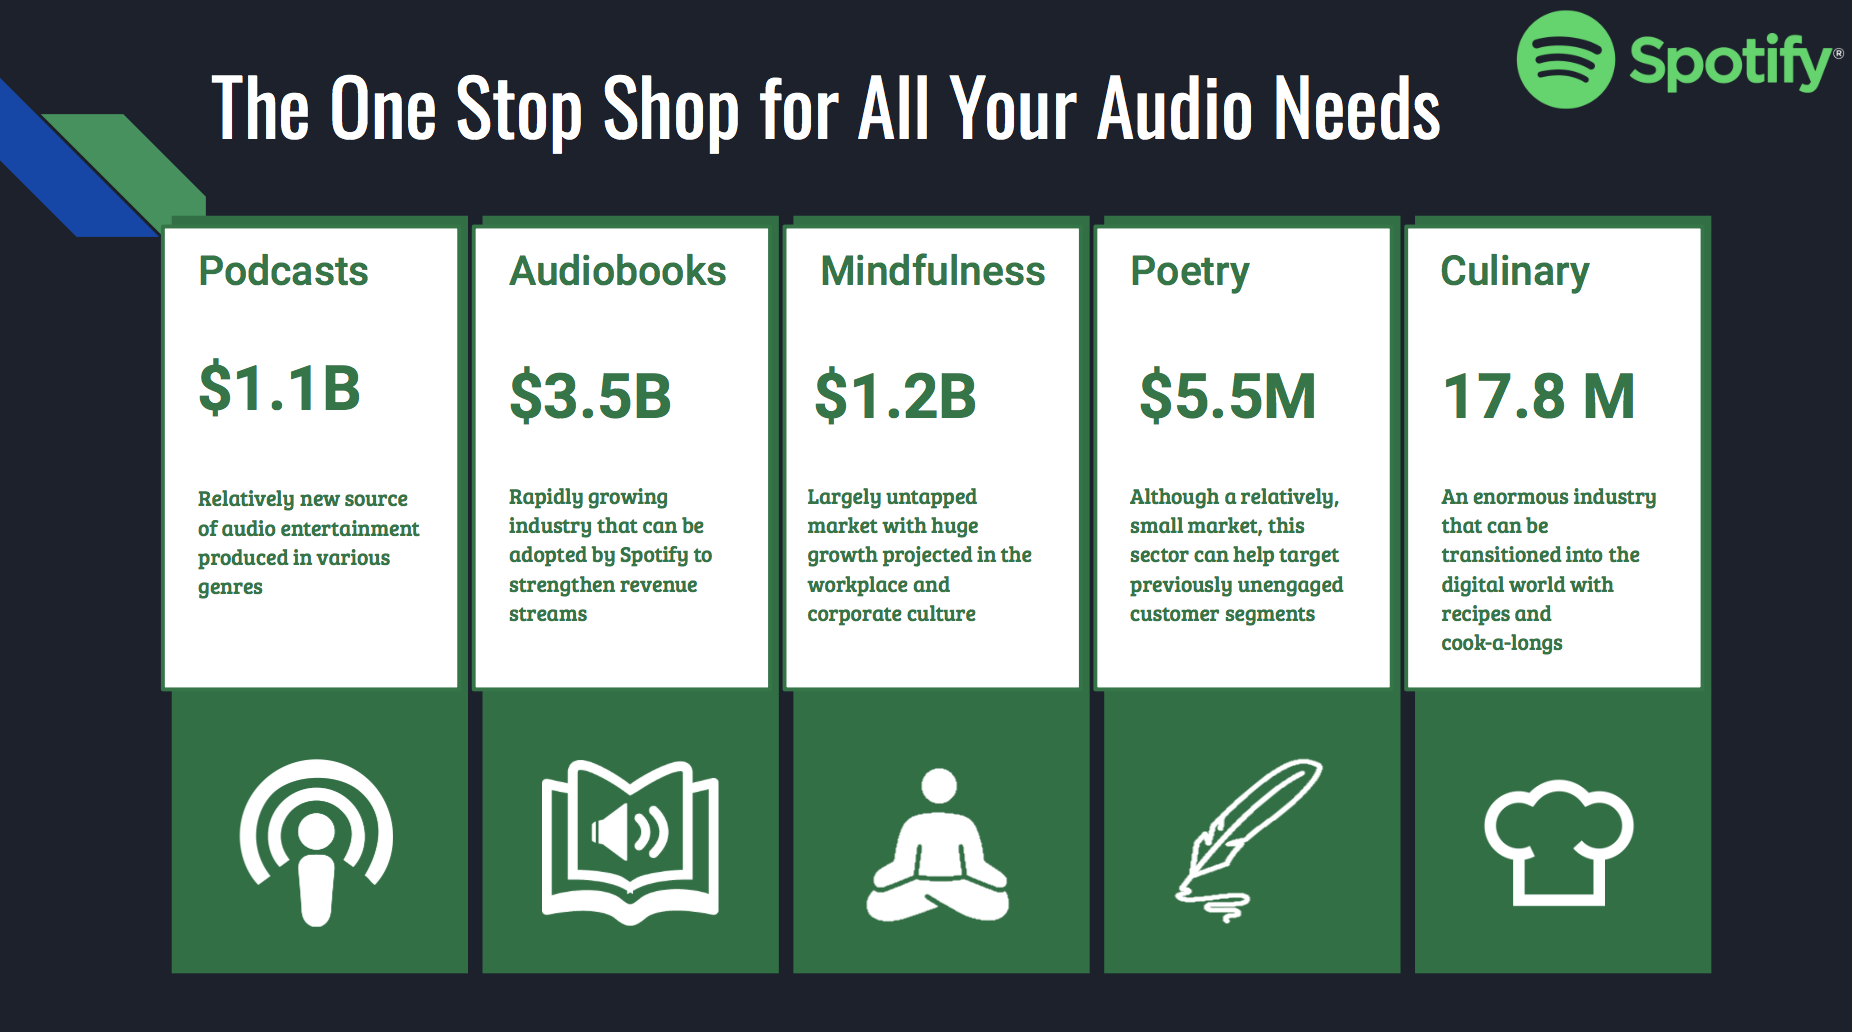 Spotify®
The One Stop Shop for All Your Audio Needs
Podcasts
$1.1B
Relatively new source
of audio entertainment
produced in various
genres
Audiobooks
$3.5B
Rapidly growing
industry that can be
adopted by Spotify to
strengthen revenue
streams
Mindfulness
$1.2B
Largely untapped
market with huge
growth projected in the
workplace and
corporate culture
Poetry
$5.5M
Although a relatively,
small market, this
sector can help target
previously unengaged
customer segments
Culinary
17.8 M
An enormous industry
that can be
transitioned into the
digital world with
recipes and
cook-a-longs